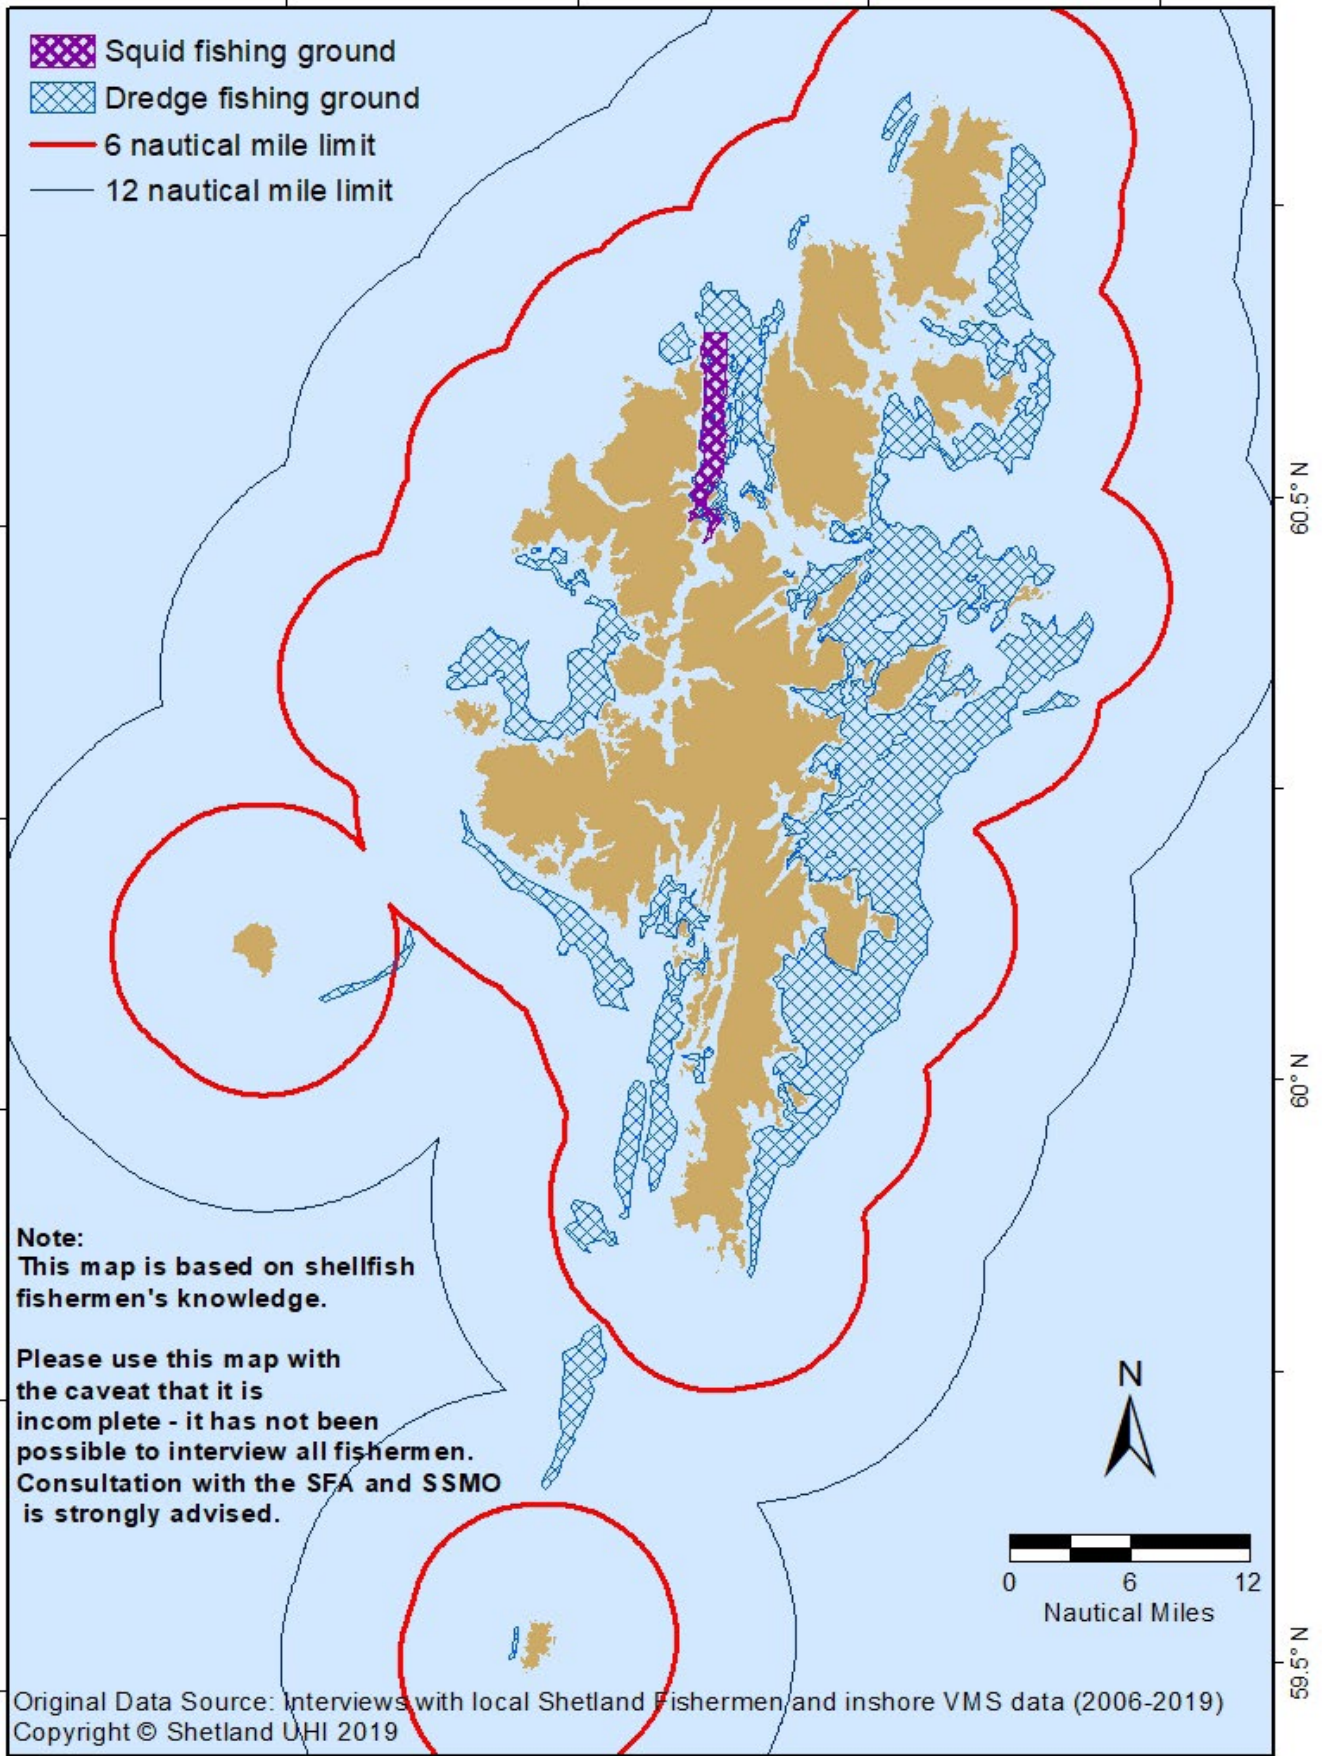 Squid fishing ground
Dredge fishing ground
6 nautical mile limit
12 nautical mile limit
60.5° N
60° N
59.5° N
Note:
This map is based on shellfish
fishermen's knowledge.
Please use this map with
the caveat that it is
incomplete - it has not been
possible to interview all fishermen.
Consultation with the SFA and SSMO
is strongly advised.
N
0 6 12
Nautical Miles
Original Data Source: Interviews with local Shetland Fishermen and inshore VMS data (2006-2019)
Copyright © Shetland UHI 2019